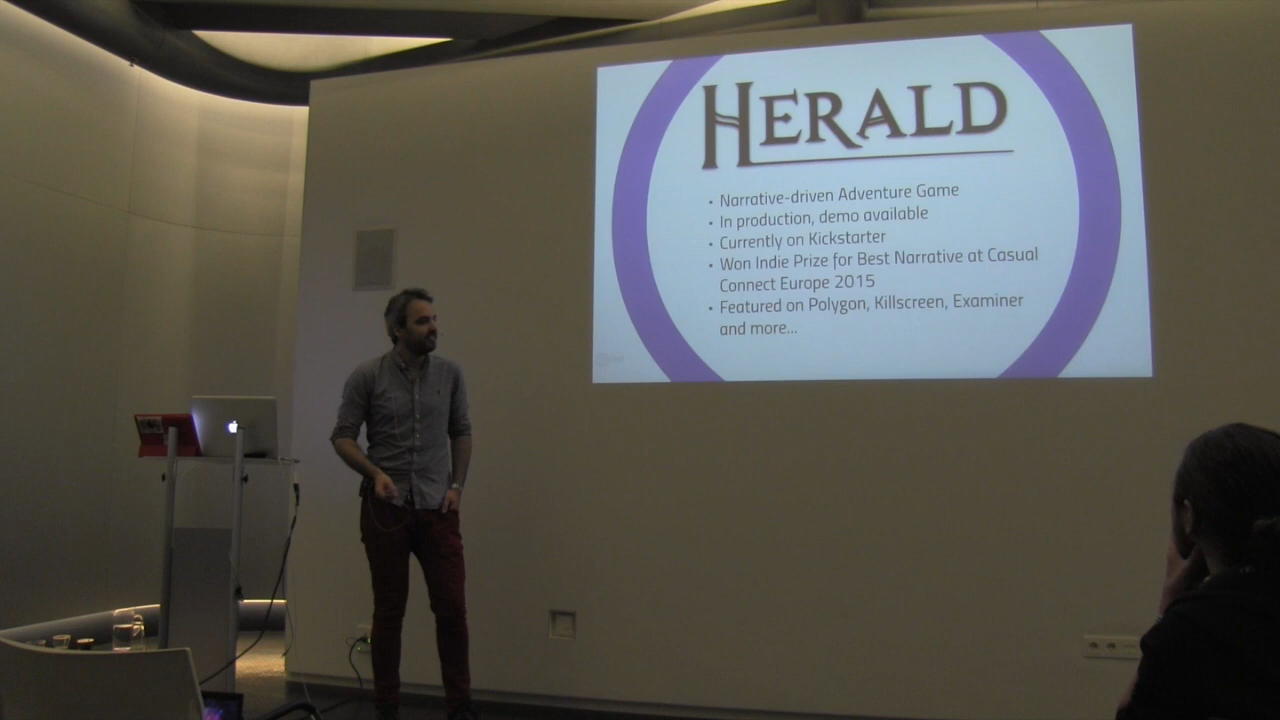 HERALD
• Narrative-driven Adventure Game
• In production, demo available
• Currently on Kickstarter
• Won Indie Prize for Best Narrative at Casual
Connect Europe 2015
• Featured on Polygon, Killscreen, Examiner
and more...